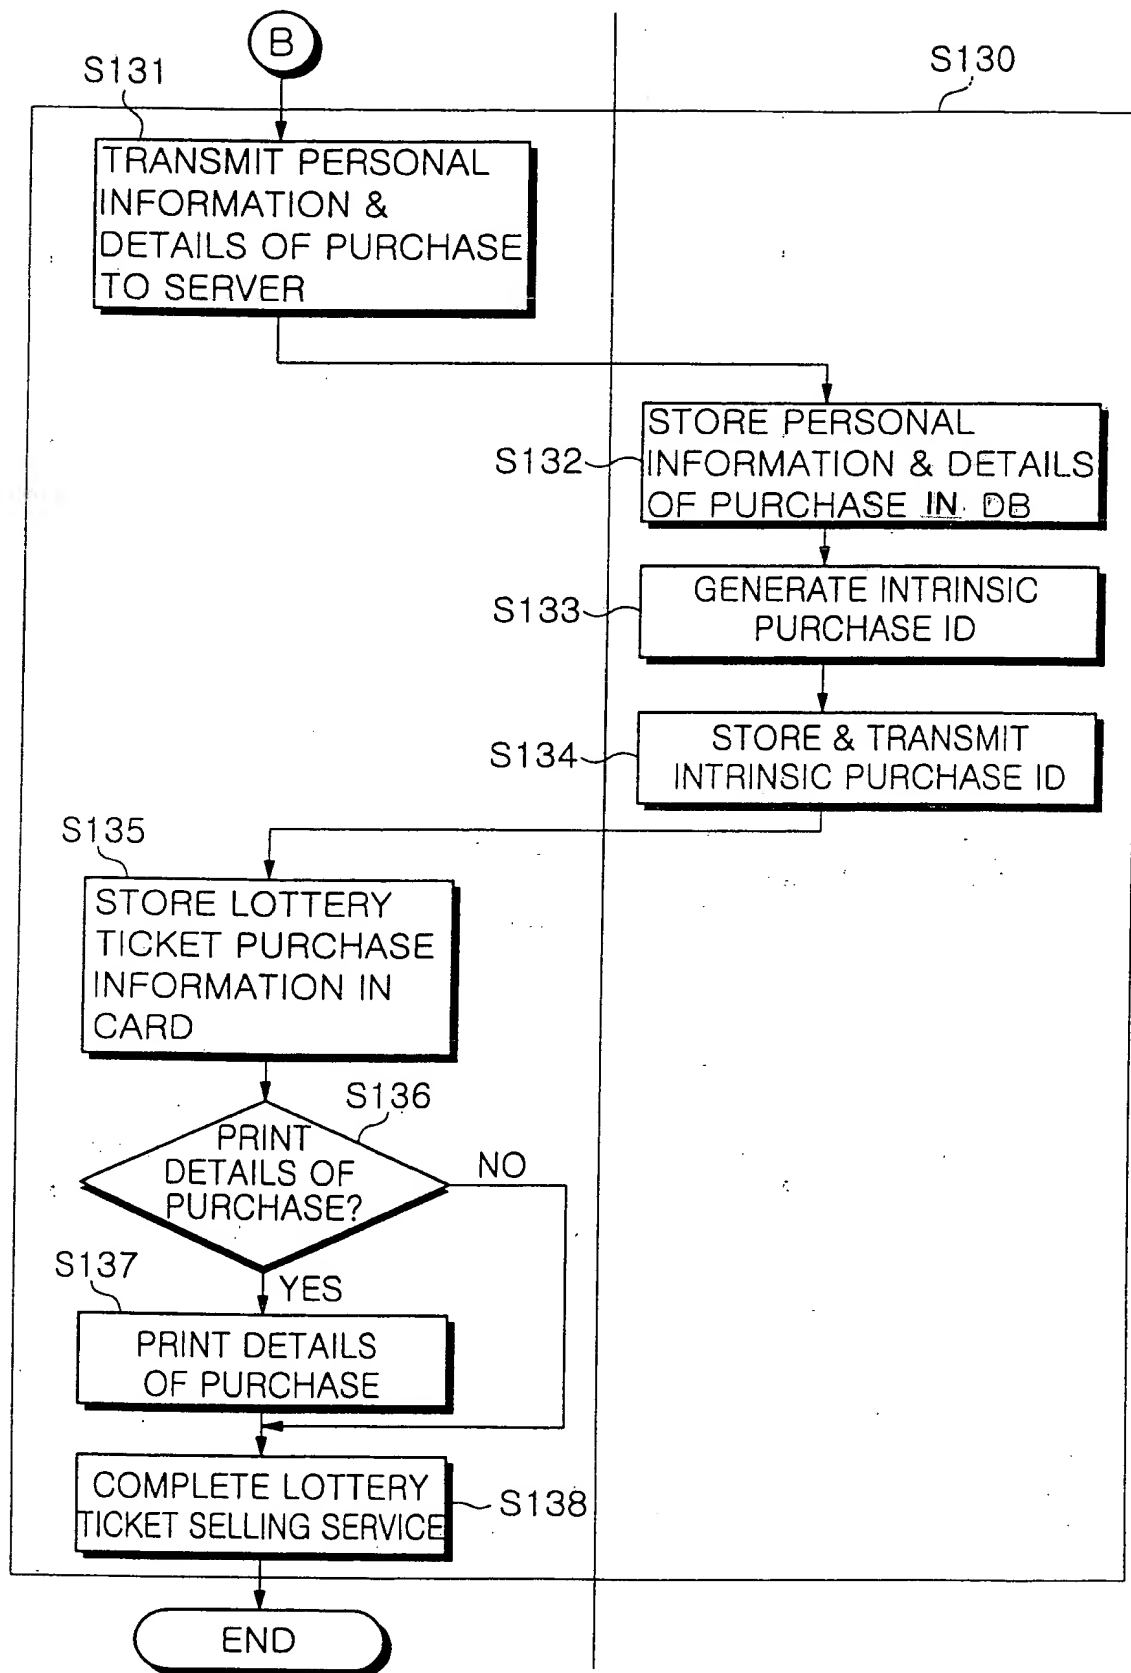 B
S131
S130
TRANSMIT PERSONAL
INFORMATION &
DETAILS OF PURCHASE
TO SERVER
STORE PERSONAL
S132
INFORMATION & DETAILS
OF PURCHASE IN DB
S133
GENERATE INTRINSIC
PURCHASE ID
S134
STORE & TRANSMIT
INTRINSIC PURCHASE ID
S135
STORE LOTTERY
TICKET PURCHASE
INFORMATION IN
CARD
S136
PRINT
DETAILS OF
PURCHASE?
NO
S137
YES
PRINT DETAILS
OF PURCHASE
COMPLETE LOTTERY
TICKET SELLING SERVICE
S138
END